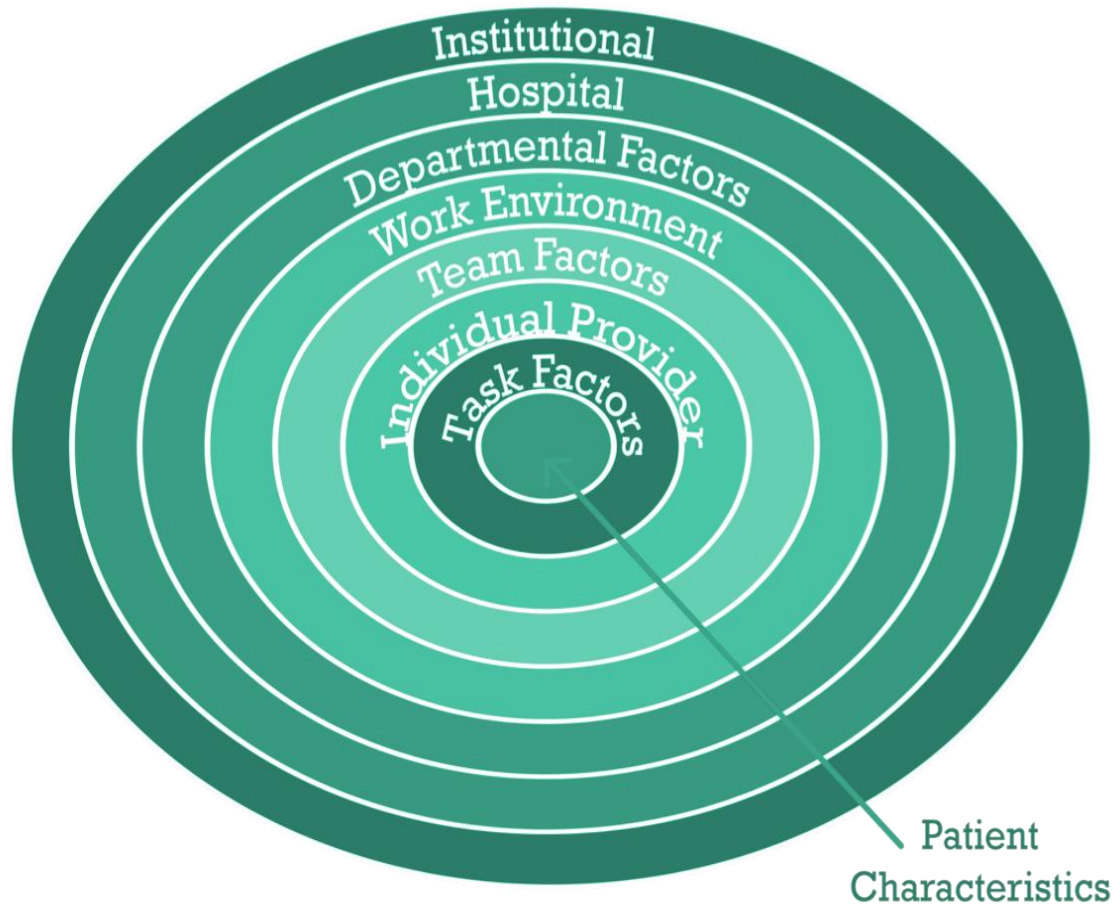 Institutional
Hospital
Departmental Factors
Work Environment
Team Factors
Individual Provider
Task Factors
Patient
Characteristics